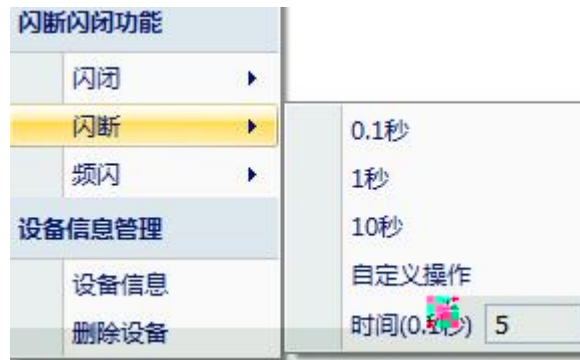 闪断闪闭功能
闪闭
闪断
频闪
设备信息管理
设备信息
删除设备
0.1秒
1秒
10秒
自定义操作
时间(0. 5